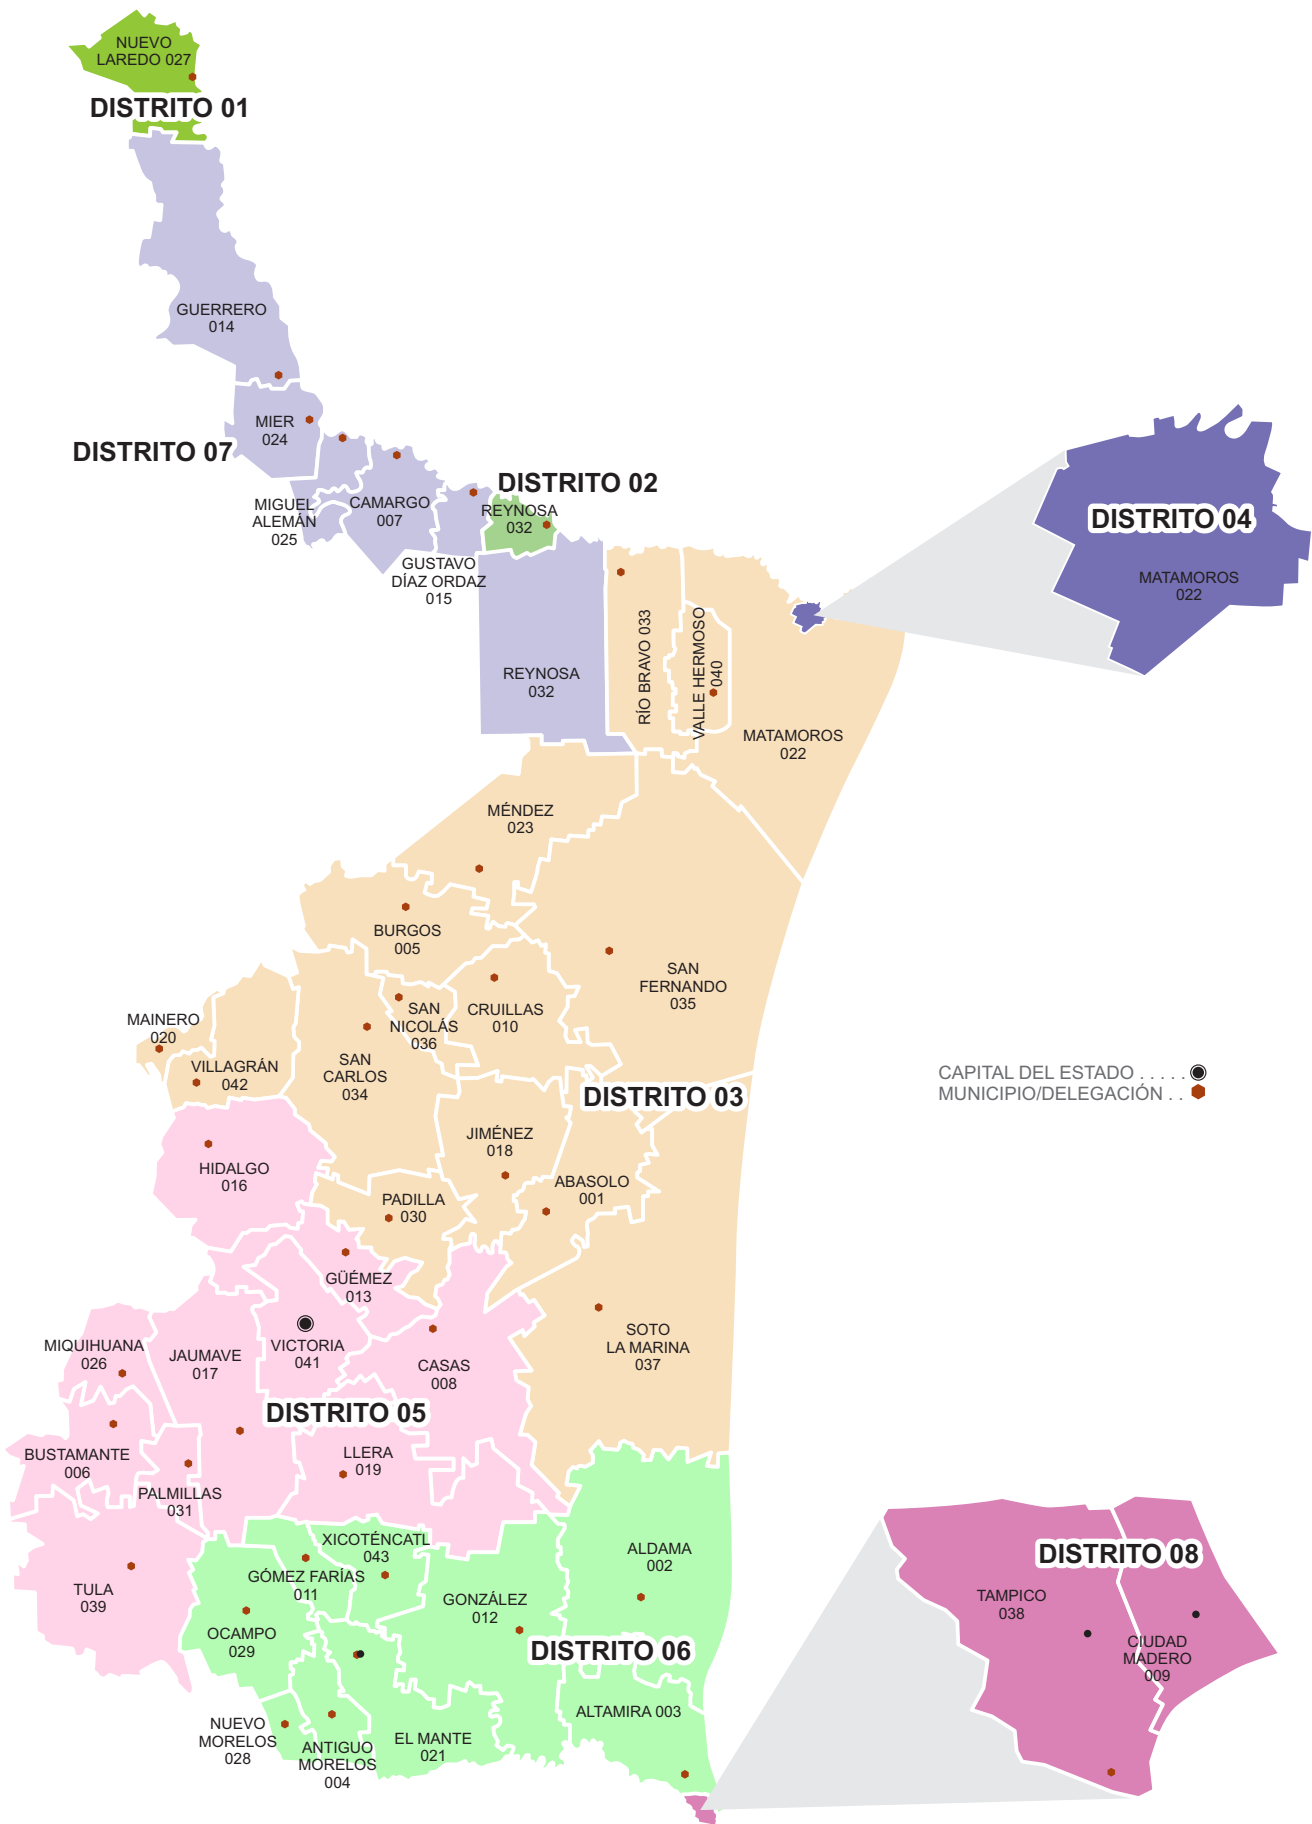 NUEVO
LAREDO 027
DISTRITO 01
GUERRERO
014
MIER
024
DISTRITO 07
MIGUEL
ALEMÁN
025
CAMARGO
007
GUSTAVO
DÍAZ ORDAZ
015
DISTRITO 02
REYNOSA
032
REYNOSA
032
RÍO BRAVO 033
VALLE HERMOSO
040
MATAMOROS
022
DISTRITO 04
MATAMOROS
022
MÉNDEZ
023
BURGOS
005
SAN
FERNANDO
035
SAN
NICOLÁS
036
CRUILLAS
010
MAINERO
020
VILLAGRÁN
042
SAN
CARLOS
034
DISTRITO 03
CAPITAL DEL ESTADO . . . . .
MUNICIPIO/DELEGACIÓN . .
JIMÉNEZ
018
HIDALGO
016
ABASOLO
001
PADILLA
030
GÜÉMEZ
013
SOTO
LA MARINA
037
MIQUIHUANA
026
JAUMAVE
017
VICTORIA
041
CASAS
008
DISTRITO 05
BUSTAMANTE
006
LLERA
019
PALMILLAS
031
XICOTÉNCATL
043
GÓMEZ FARÍAS
011
TULA
039
OCAMPO
029
GONZÁLEZ
012
ALDAMA
002
DISTRITO 06
DISTRITO 08
TAMPICO
038
CIUDAD
MADERO
009
ALTAMIRA 003
NUEVO
MORELOS
028
ANTIGUO
MORELOS
004
EL MANTE
021